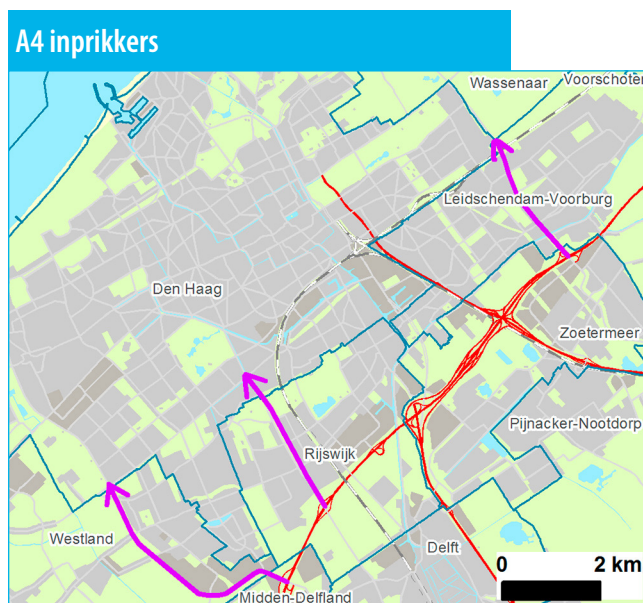 A4 inprikkers
Wassenaar
Voorschoten
Leidschendam-Voorburg
Den Haag
Zoetermeer
Pijnacker-Nootdorp
Rijswijk
Westland
Delft
0 2 km
Midden-Delfland